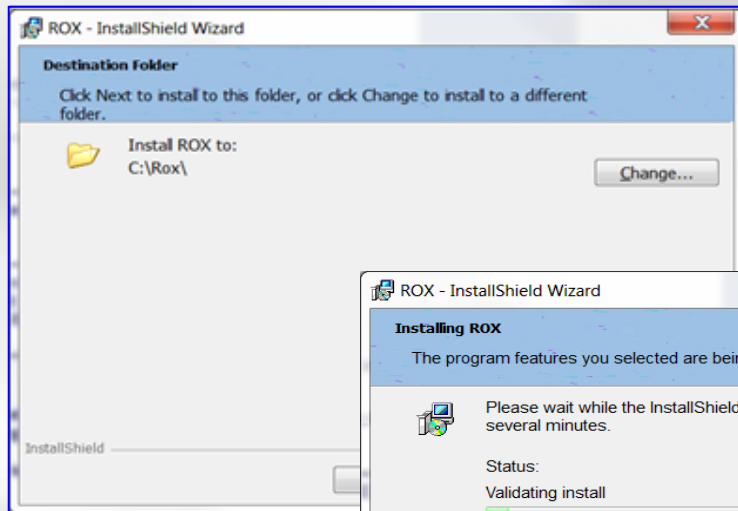 ROX - InstallShield Wizard
Destination Folder
Click Next to install to this folder, or click Change to install to a different
folder.
Install ROX to:
C:\Rox\
Change...
InstallShield
ROX - InstallShield Wizard
Installing ROX
The program features you selected are bein
Please wait while the InstallShield
several minutes.
Status:
Validating install